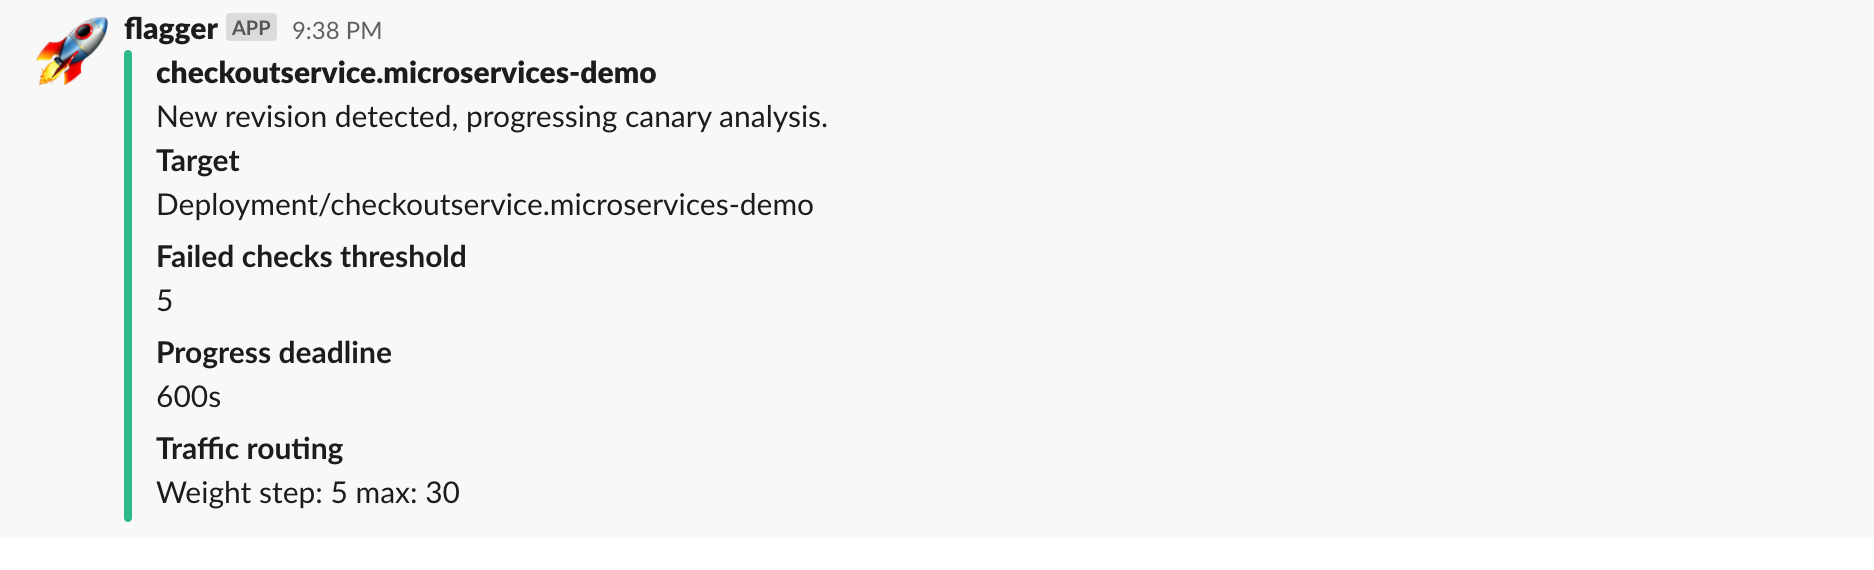 flagger APP 9:38 PM
checkoutservice.microservices-demo
New revision detected, progressing canary analysis.
Target
Deployment/checkoutservice.microservices-demo
Failed checks threshold
5
Progress deadline
600s
Traffic routing
Weight step: 5 max: 30